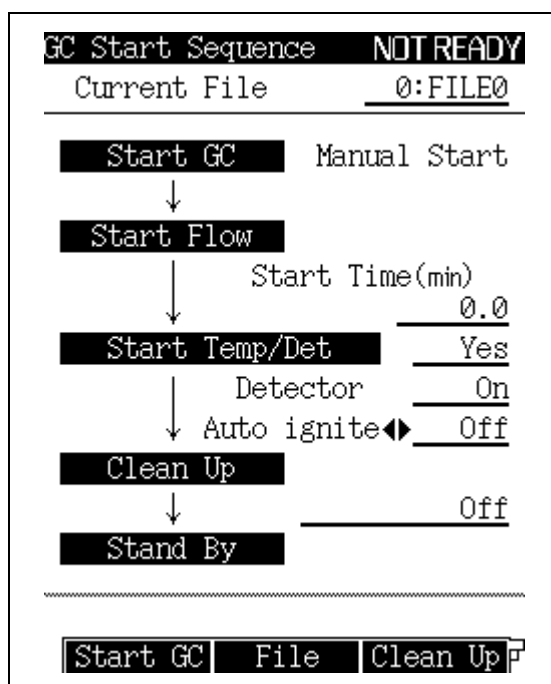 GC Start Sequence NOT READY
Current File 0:FILE0
Start GC Manual Start
Start Flow
Start Time(min)
0.0
Start Temp/Det Yes
Detector On
Auto ignite Off
Clean Up
Off
Stand By
Start GC File Clean Up